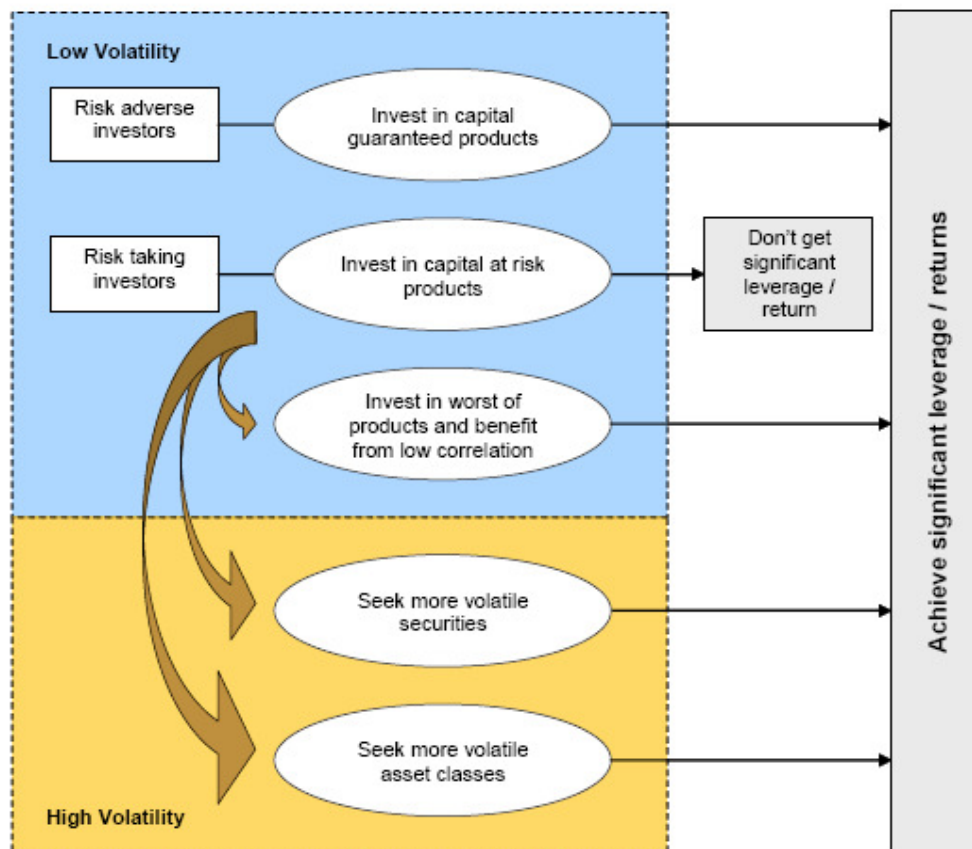 Low Volatility
Risk adverse
investors
Invest in capital
guaranteed products
Risk taking
investors
Invest in capital at risk
products
Don't get
significant
leverage /
return
Invest in worst of
products and benefit
from low correlation
Seek more volatile
securities
Seek more volatile
asset classes
High Volatility
Achieve significant leverage / returns